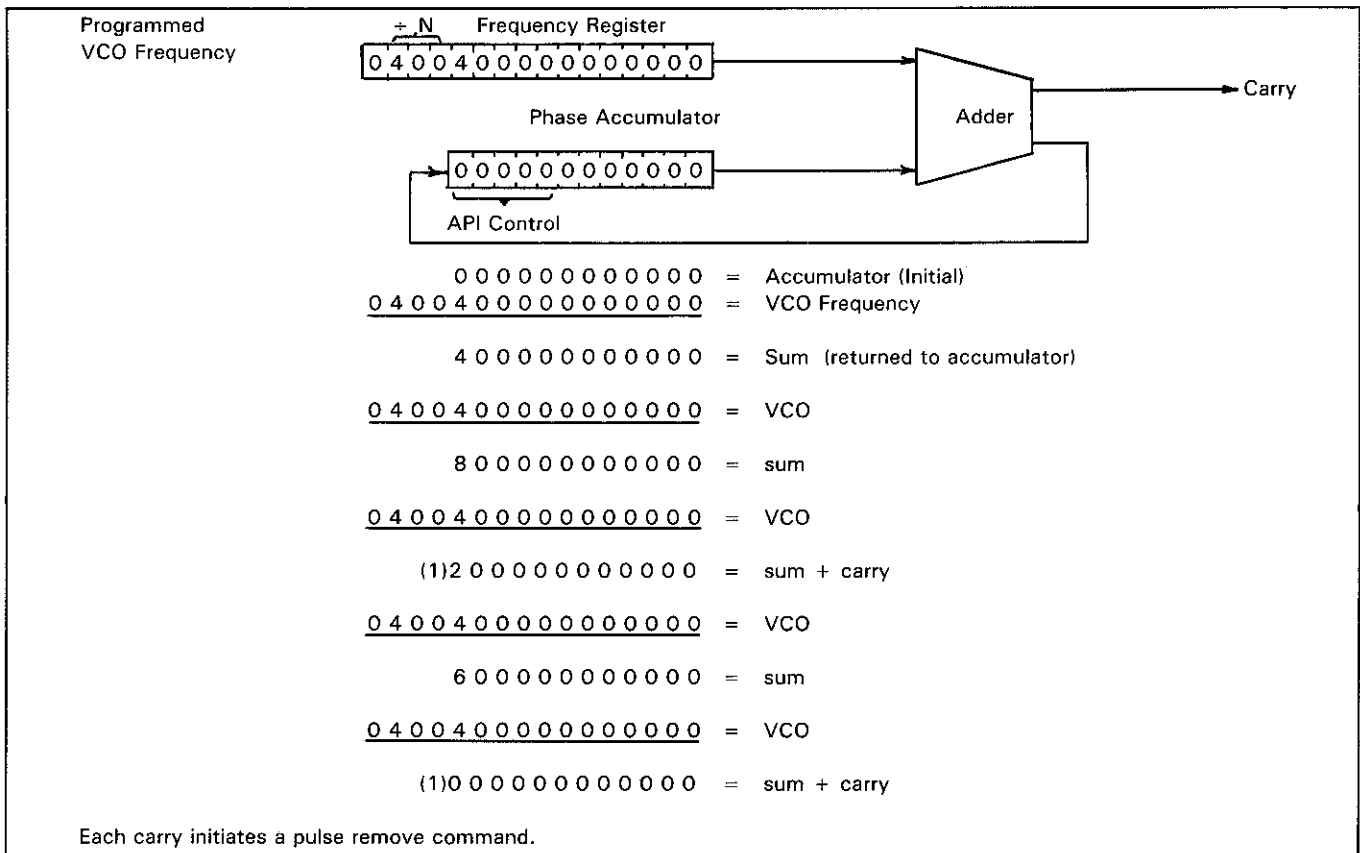 Programmed
VCO Frequency
÷ N Frequency Register
0 4 0 0 4 0 0 0 0 0 0 0 0 0 0 0
Carry
Phase Accumulator
Adder
0 0 0 0 0 0 0 0 0 0 0 0
API Control
0 0 0 0 0 0 0 0 0 0 0 0 = Accumulator (Initial)
0 4 0 0 4 0 0 0 0 0 0 0 0 0 0 0 = VCO Frequency
4 0 0 0 0 0 0 0 0 0 0 0 = Sum (returned to accumulator)
0 4 0 0 4 0 0 0 0 0 0 0 0 0 0 0 = VCO
8 0 0 0 0 0 0 0 0 0 0 0 = sum
0 4 0 0 4 0 0 0 0 0 0 0 0 0 0 0 = VCO
(1)2 0 0 0 0 0 0 0 0 0 0 0 = sum + carry
0 4 0 0 4 0 0 0 0 0 0 0 0 0 0 0 = VCO
6 0 0 0 0 0 0 0 0 0 0 0 = sum
0 4 0 0 4 0 0 0 0 0 0 0 0 0 0 0 = VCO
(1)0 0 0 0 0 0 0 0 0 0 0 0 = sum + carry
Each carry initiates a pulse remove command.